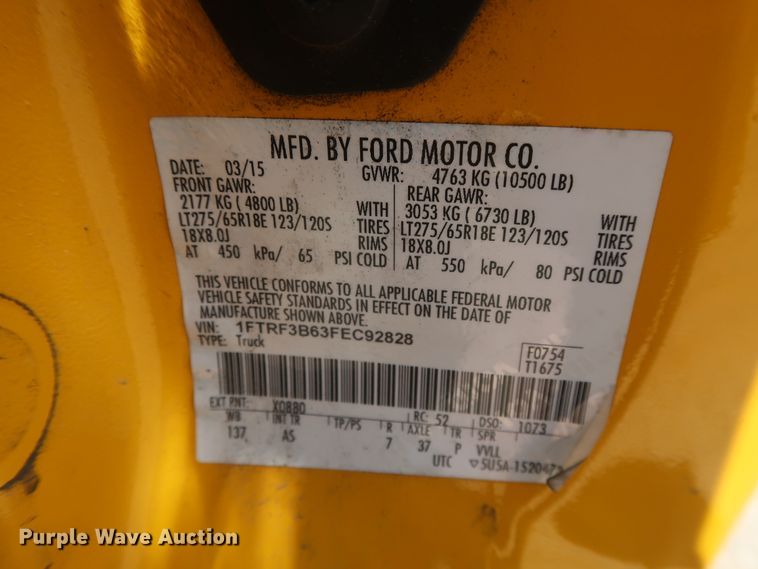 MFD. BY FORD MOTOR CO.
DATE: 03/15 GVWR: 4763 KG (10500 LB)
FRONT GAWR: REAR GAWR:
2177 KG ( 4800 LB) WITH 3053 KG ( 6730 LB) WITH
LT275/65R18E 123/120S TIRES LT275/65R18E 123/120S TIRES
18X8.0J RIMS 18X8.0J RIMS
AT 450 kPa/ 65 PSI COLD AT 550 kPa/ 80 PSI COLD
THIS VEHICLE CONFORMS TO ALL APPLICABLE FEDERAL MOTOR
VEHICLE SAFETY STANDARDS IN EFFECT ON THE DATE OF
MANUFACTURE SHOWN ABOVE.
VIN: 1FTRF3B63FEC92828
TYPE: Truck
F0754
T1675
EXT PNT: X0880 RC: 52 DSO: 1073
WB INT TR TP/PS R AXLE TR SPR
137 AS 7 37 P VVLL
UTC ▽5U5A-1520472
Purple Wave Auction